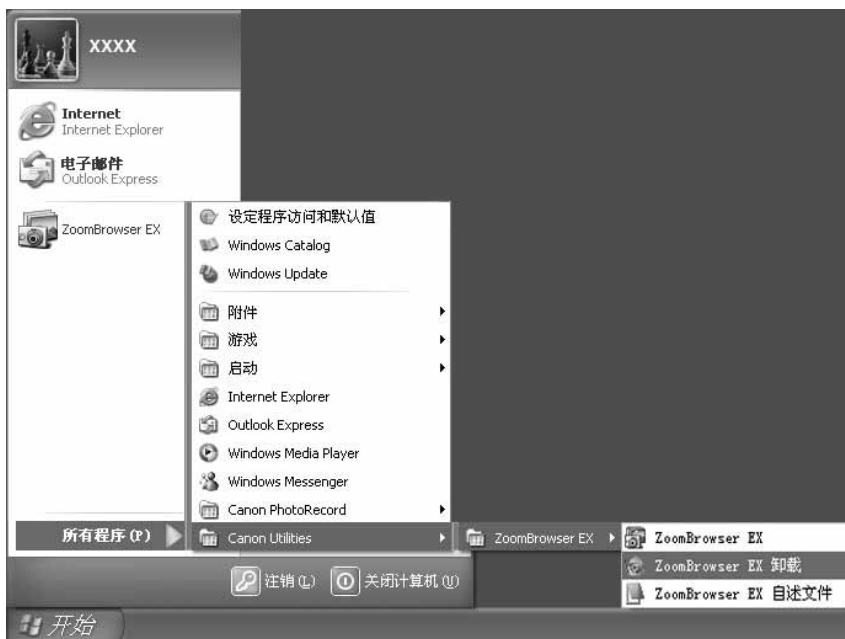 xxxx
Internet
Internet Explorer
电子邮件
Outlook Express
ZoomBrowser EX
所有程序(P)
设定程序访问和默认值
Windows Catalog
Windows Update
附件
游戏
启动
Internet Explorer
Outlook Express
Windows Media Player
Windows Messenger
Canon PhotoRecord
Canon Utilities
ZoomBrowser EX
ZoomBrowser EX
ZoomBrowser EX 卸载
ZoomBrowser EX 自述文件
注销(L)
关闭计算机(U)
开始